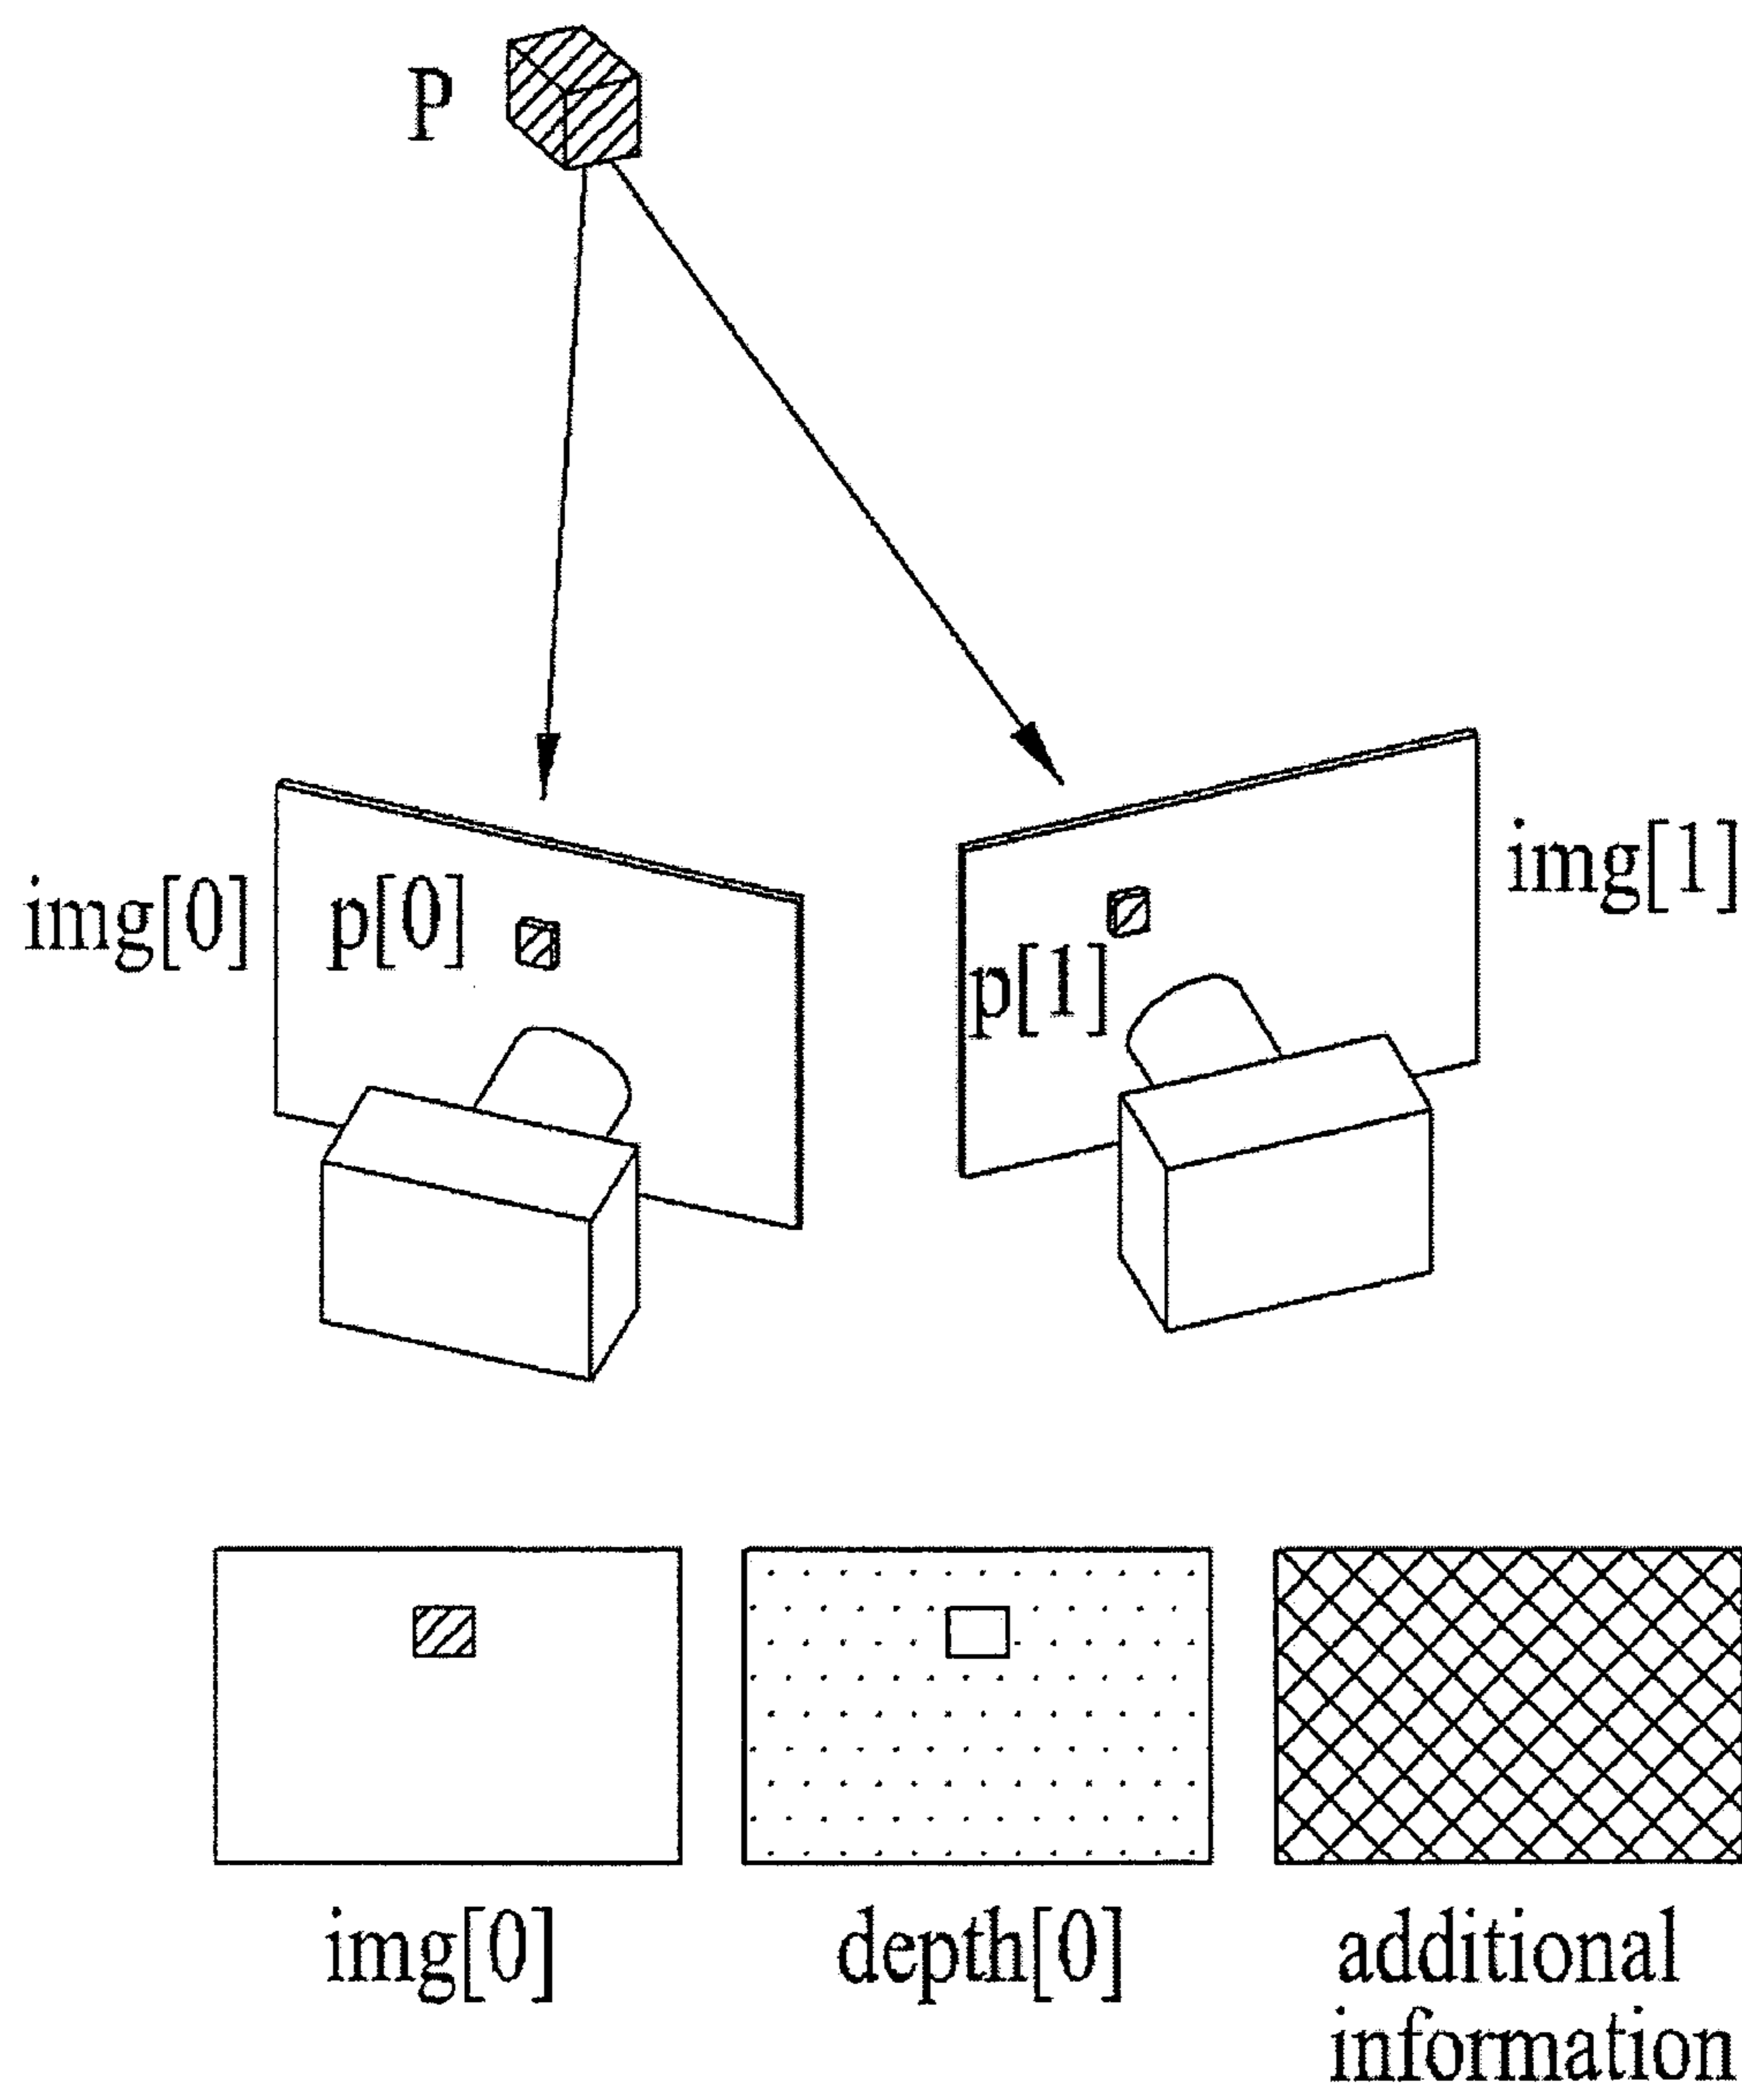 P
img[0]
p[0]
p[1]
img[1]
img[0]
depth[0]
additional
information